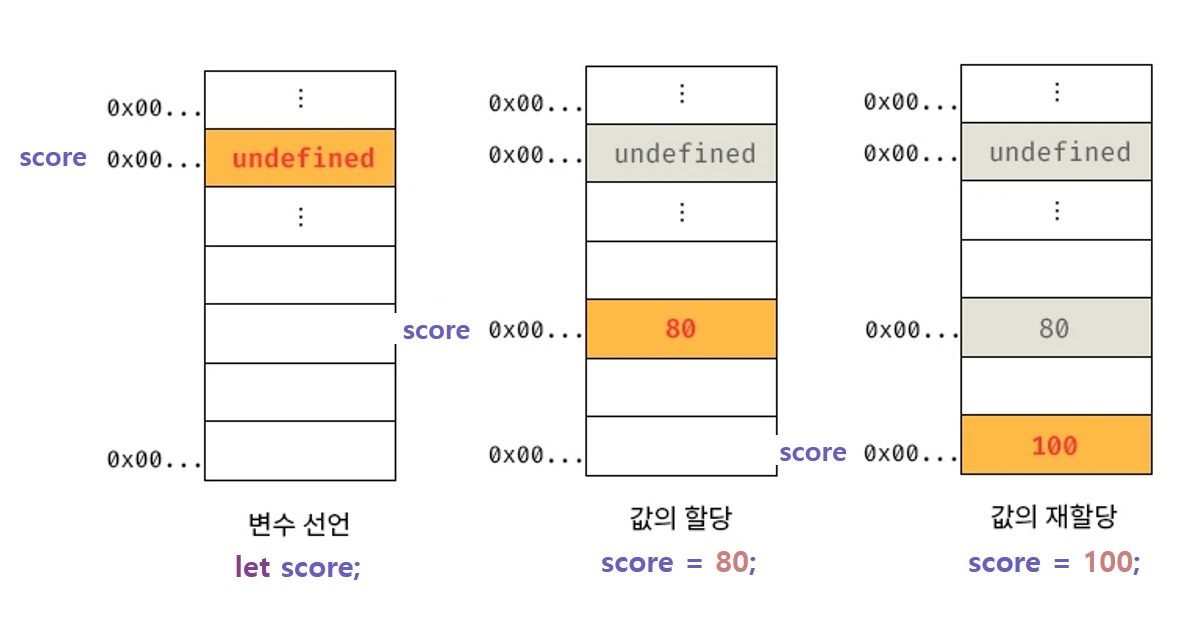 0x00...
⋮
score 0x00... undefined
⋮
0x00...
변수 선언
let score;
0x00...
⋮
0x00... undefined
⋮
score 0x00... 80
0x00...
값의 할당
score = 80;
0x00...
⋮
0x00... undefined
⋮
0x00... 80
score 0x00... 100
값의 재할당
score = 100;